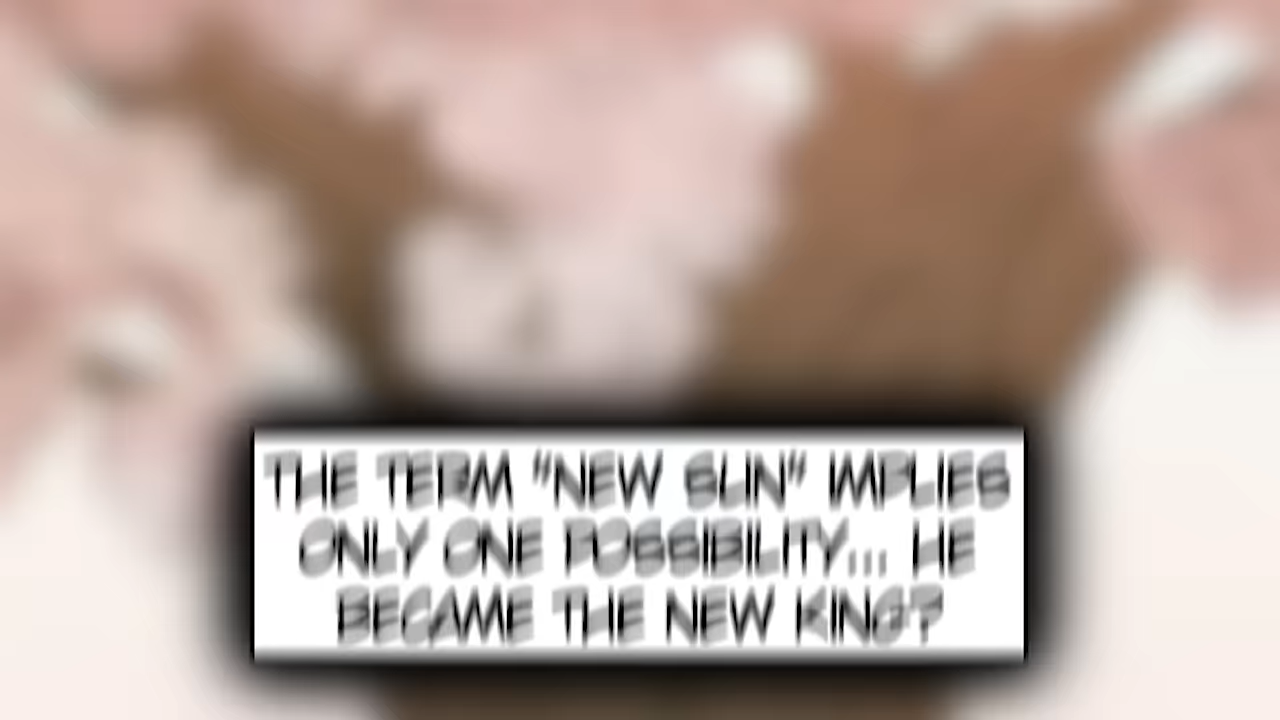 THE TERM "NEW SUN" IMPLIES
ONLY ONE POSSIBILITY... HE
BECAME THE NEW KING?